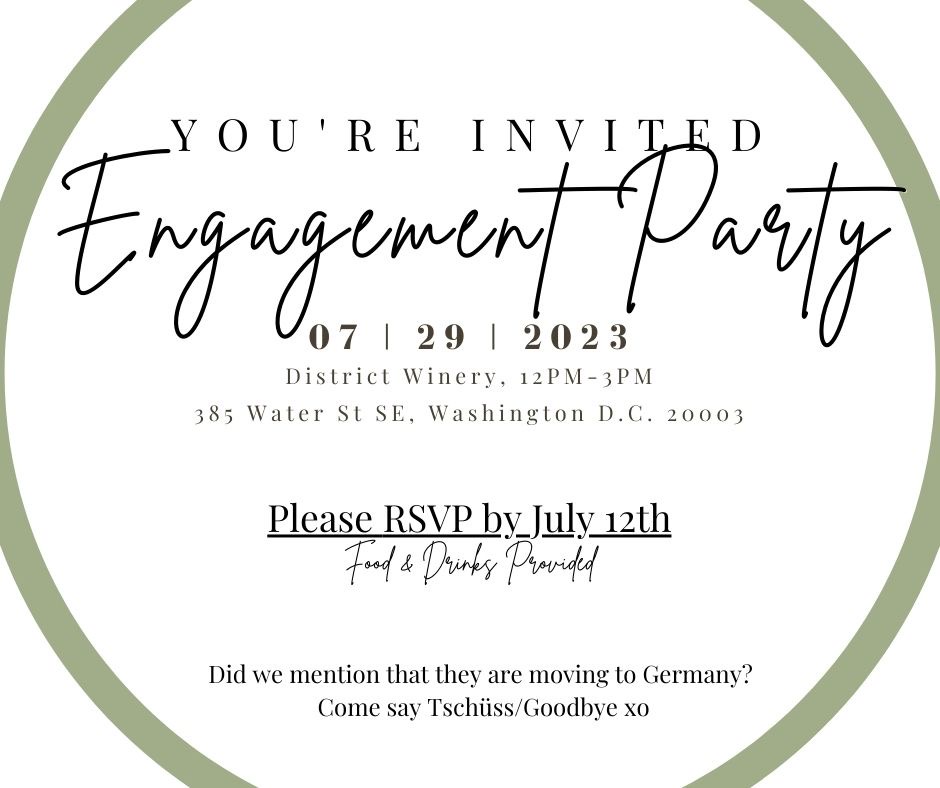 YOU'RE INVITED
Engagement Party
07 | 29 | 2023
District Winery, 12PM-3PM
385 Water St SE, Washington D.C. 20003
Please RSVP by July 12th
Food & Drinks Provided
Did we mention that they are moving to Germany?
Come say Tschüss/Goodbye xo